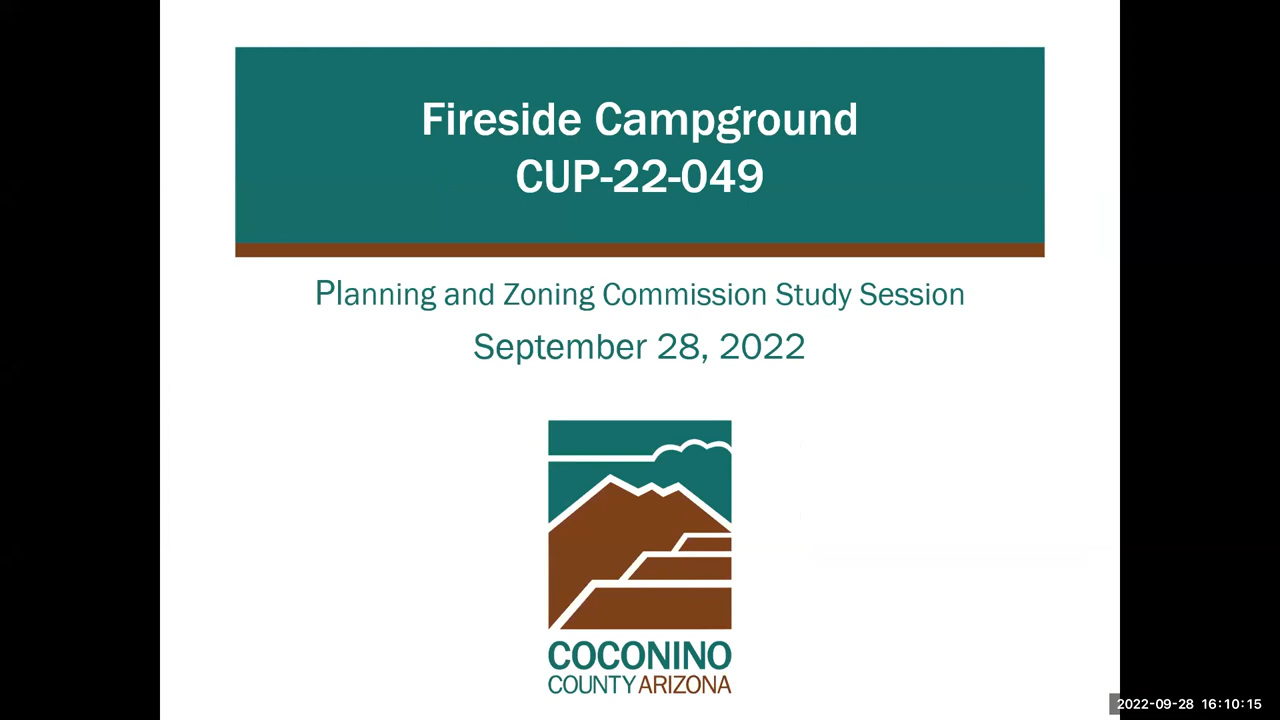 Fireside Campground
CUP-22-049
Planning and Zoning Commission Study Session
September 28, 2022
COCONINO
COUNTY ARIZONA
2022-09-28 16:10:15